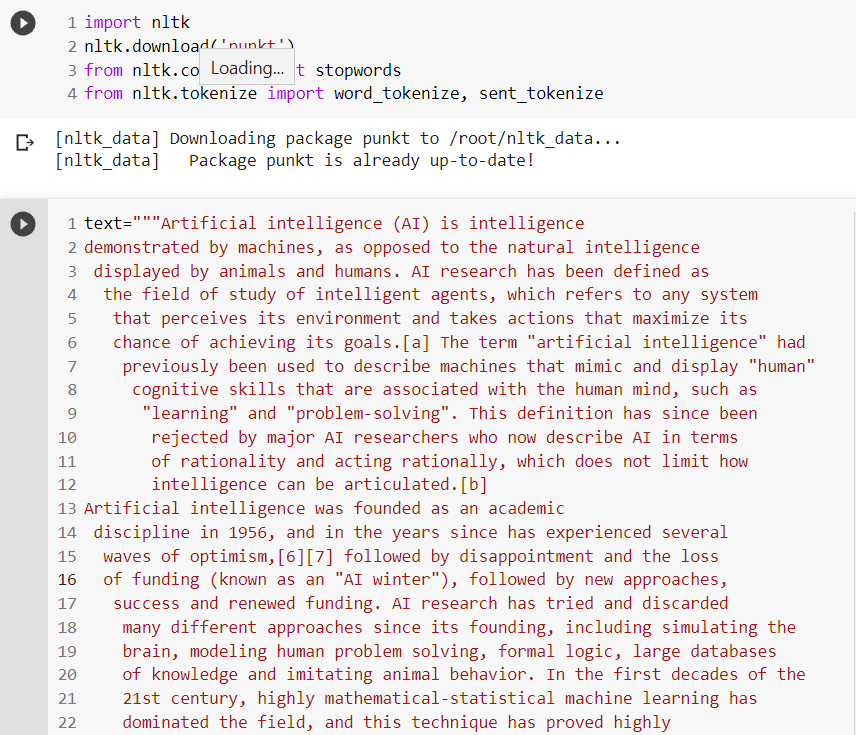 1 import nltk
2 nltk.download('punkt')
3 from nltk.co t stopwords
Loading...
4 from nltk.tokenize import word_tokenize, sent_tokenize
[nltk_data] Downloading package punkt to /root/nltk_data...
[nltk_data]   Package punkt is already up-to-date!
1 text="""Artificial intelligence (AI) is intelligence
2 demonstrated by machines, as opposed to the natural intelligence
3  displayed by animals and humans. AI research has been defined as
4   the field of study of intelligent agents, which refers to any system
5    that perceives its environment and takes actions that maximize its
6    chance of achieving its goals.[a] The term "artificial intelligence" had
7     previously been used to describe machines that mimic and display "human"
8      cognitive skills that are associated with the human mind, such as
9       "learning" and "problem-solving". This definition has since been
10        rejected by major AI researchers who now describe AI in terms
11        of rationality and acting rationally, which does not limit how
12        intelligence can be articulated.[b]
13 Artificial intelligence was founded as an academic
14  discipline in 1956, and in the years since has experienced several
15   waves of optimism,[6][7] followed by disappointment and the loss
16   of funding (known as an "AI winter"), followed by new approaches,
17    success and renewed funding. AI research has tried and discarded
18     many different approaches since its founding, including simulating the
19     brain, modeling human problem solving, formal logic, large databases
20     of knowledge and imitating animal behavior. In the first decades of the
21     21st century, highly mathematical-statistical machine learning has
22     dominated the field, and this technique has proved highly